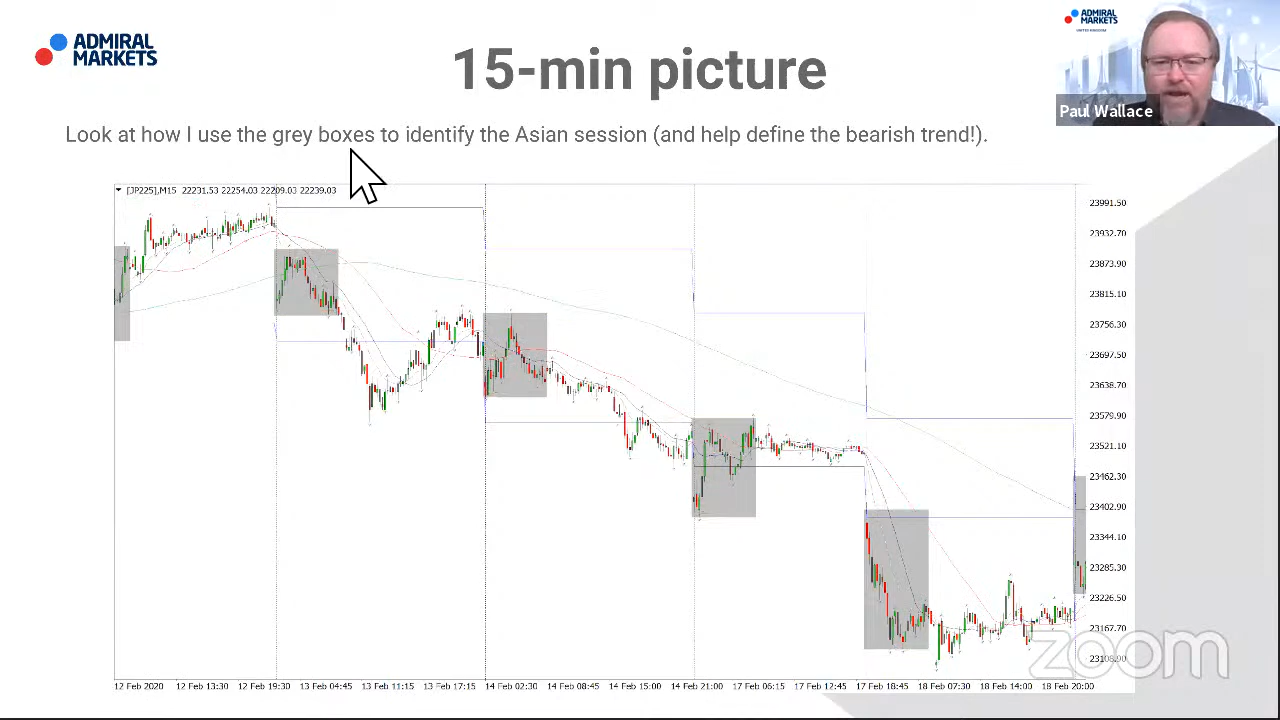 ADMIRAL
MARKETS
15-min picture
ADMIRAL
MARKETS
UNITED KINGDOM
Paul Wallace
Look at how I use the grey boxes to identify the Asian session (and help define the bearish trend!).
[JP225],M15 22231.53 22254.03 22209.03 22239.03
23991.50
23932.70
23873.90
23815.10
23756.30
23697.50
23638.70
23579.90
23521.10
23462.30
23402.90
23344.10
23285.30
23226.50
23167.70
23108.90
zoom
12 Feb 2020 12 Feb 13:30 12 Feb 19:30 13 Feb 04:45 11:15 13 Feb 17:15 14 Feb 02:30 14 Feb 08:45 14 Feb 15:00 14 Feb 21:00 17 Feb 06:15 17 Feb 12:45 17 Feb 18:45 18 Feb 07:30 18 Feb 14:00 18 Feb 20:00